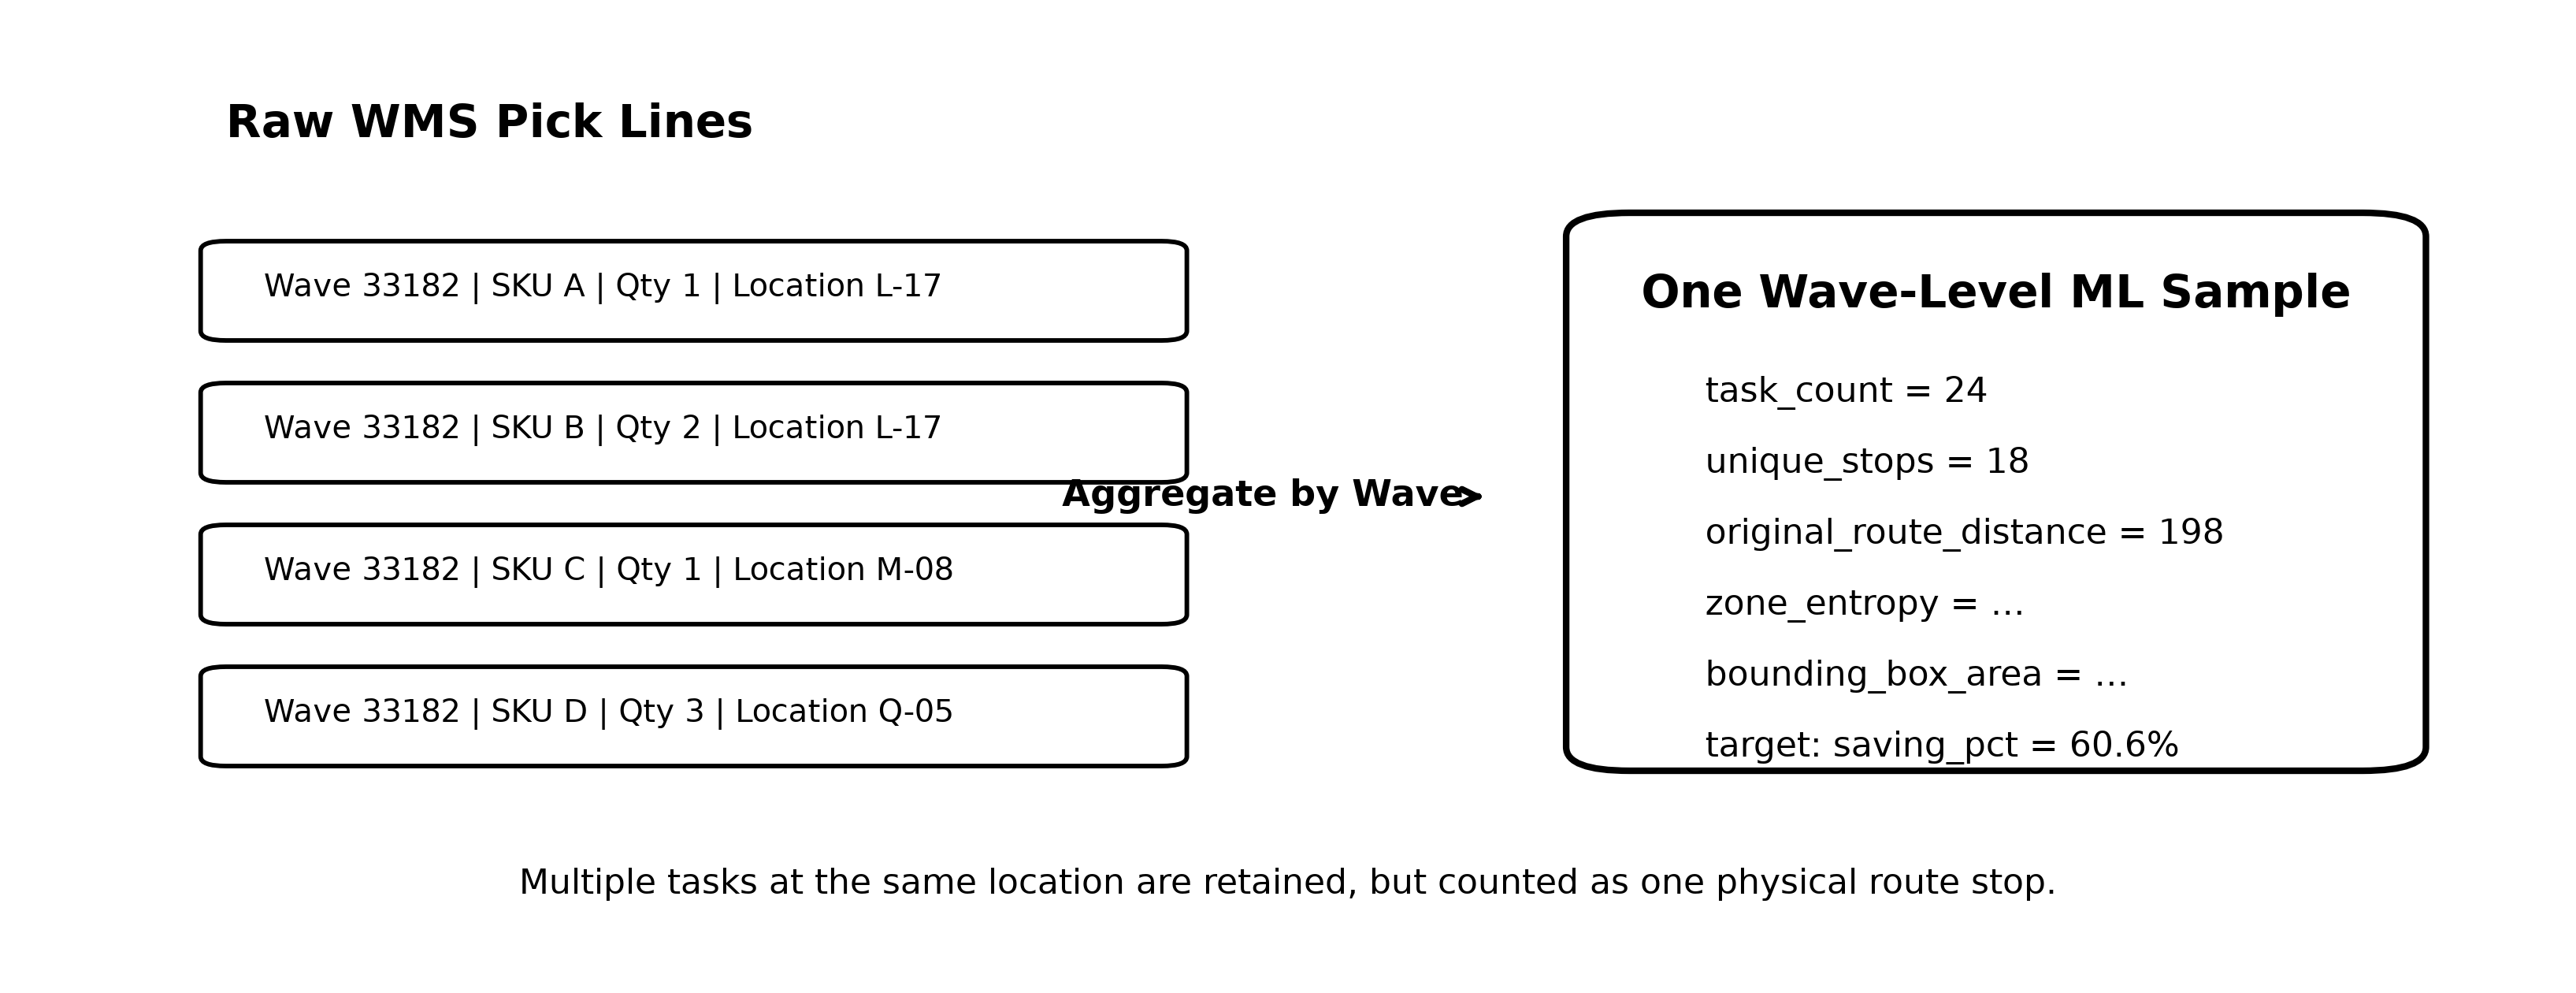 Raw WMS Pick Lines
Wave 33182 | SKU A | Qty 1 | Location L-17
Wave 33182 | SKU B | Qty 2 | Location L-17
Wave 33182 | SKU C | Qty 1 | Location M-08
Wave 33182 | SKU D | Qty 3 | Location Q-05
Aggregate by Wave
One Wave-Level ML Sample
task_count = 24
unique_stops = 18
original_route_distance = 198
zone_entropy = ...
bounding_box_area = ...
target: saving_pct = 60.6%
Multiple tasks at the same location are retained, but counted as one physical route stop.